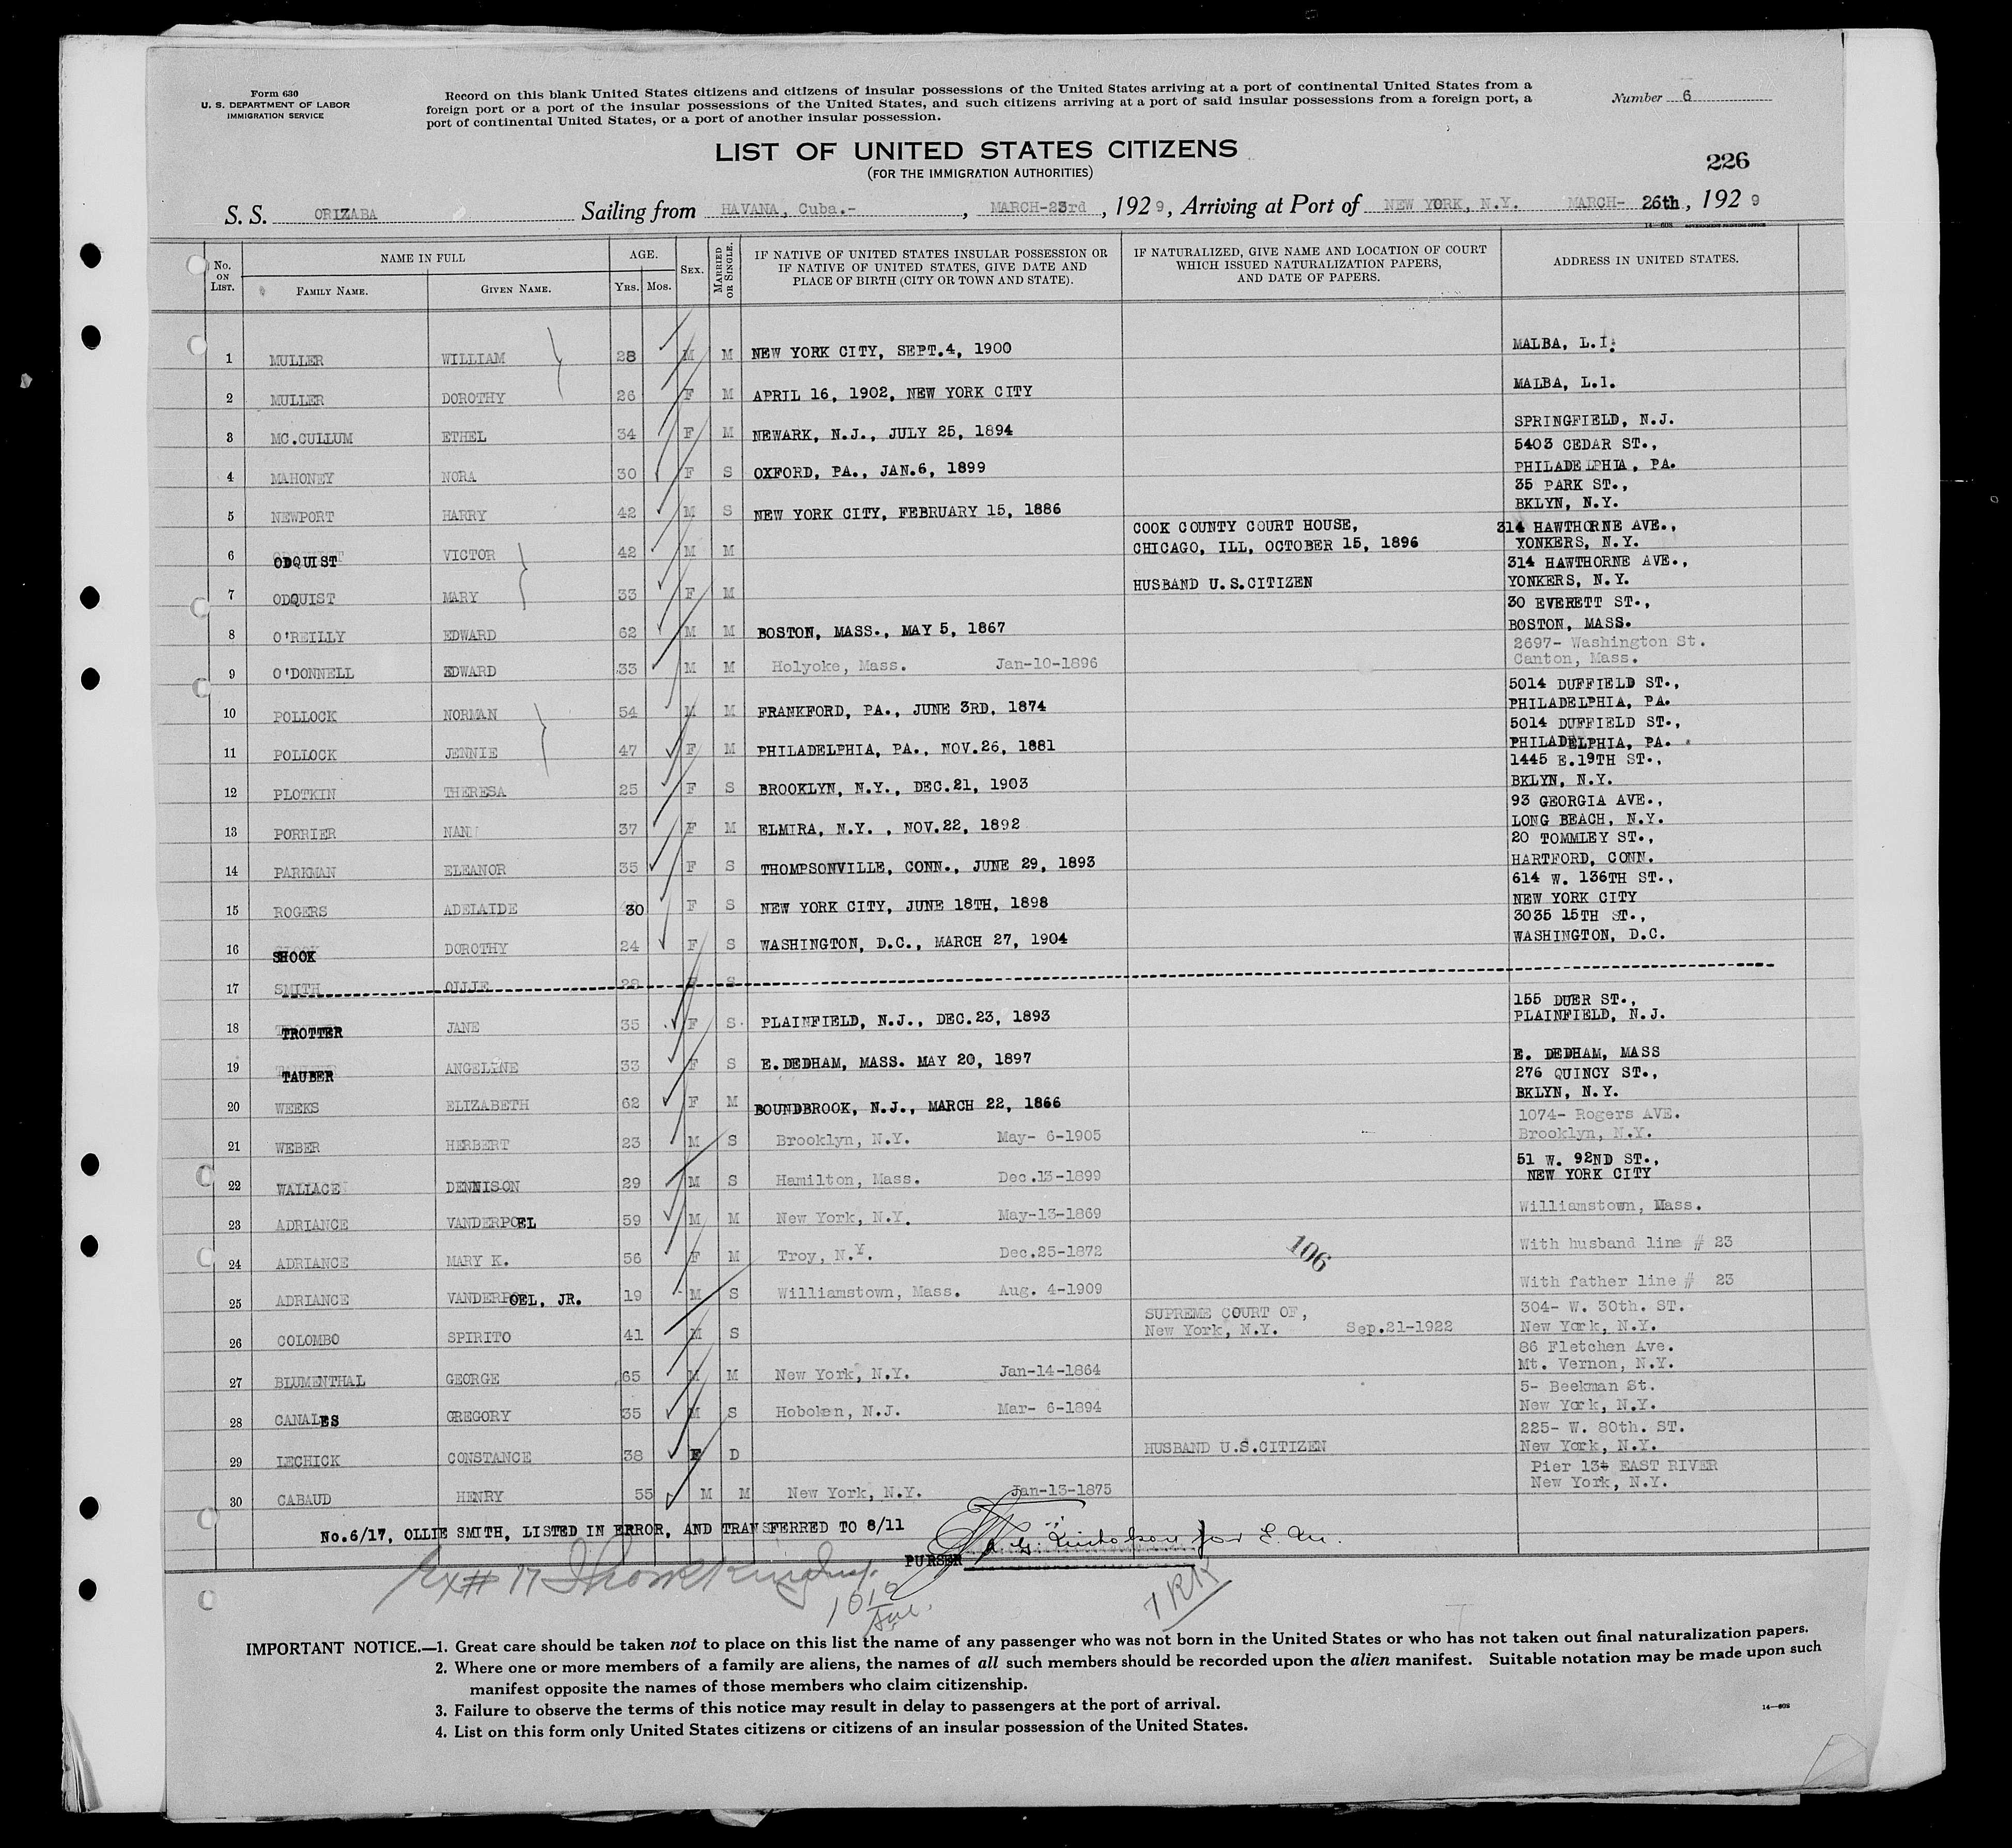 Form 630
U. S. DEPARTMENT OF LABOR
IMMIGRATION SERVICE
Record on this blank United States citizens and citizens of insular possessions of the United States arriving at a port of continental United States from a
foreign port or a port of the insular possessions of the United States, and such citizens arriving at a port of said insular possessions from a foreign port, a
port of continental United States, or a port of another insular possession.
Number 6
LIST OF UNITED STATES CITIZENS
(FOR THE IMMIGRATION AUTHORITIES)
226
S. S. ORIZABA Sailing from HAVANA, Cuba.- , MARCH-23rd , 1929, Arriving at Port of NEW YORK, N.Y. MARCH- 26th, 1929
14—608 GOVERNMENT PRINTING OFFICE
No. ON LIST. NAME IN FULL AGE. SEX. MARRIED OR SINGLE. IF NATIVE OF UNITED STATES INSULAR POSSESSION OR IF NATIVE OF UNITED STATES, GIVE DATE AND PLACE OF BIRTH (CITY OR TOWN AND STATE). IF NATURALIZED, GIVE NAME AND LOCATION OF COURT WHICH ISSUED NATURALIZATION PAPERS, AND DATE OF PAPERS. ADDRESS IN UNITED STATES.
FAMILY NAME. GIVEN NAME. YRS. MOS.
1 MULLER WILLIAM 28 M M NEW YORK CITY, SEPT.4, 1900 MALBA, L.I.
2 MULLER DOROTHY 26 F M APRIL 16, 1902, NEW YORK CITY MALBA, L.I.
3 MC.CULLUM ETHEL 34 F M NEWARK, N.J., JULY 25, 1894 SPRINGFIELD, N.J.
4 MAHONEY NORA 30 F S OXFORD, PA., JAN.6, 1899 5403 CEDAR ST., PHILADELPHIA, PA.
5 NEWPORT HARRY 42 M S NEW YORK CITY, FEBRUARY 15, 1886 35 PARK ST., BKLYN, N.Y.
6 ODQUIST VICTOR 42 M M COOK COUNTY COURT HOUSE, CHICAGO, ILL, OCTOBER 15, 1896 314 HAWTHORNE AVE., YONKERS, N.Y.
7 ODQUIST MARY 33 F M HUSBAND U.S.CITIZEN 314 HAWTHORNE AVE., YONKERS, N.Y.
8 O'REILLY EDWARD 62 M M BOSTON, MASS., MAY 5, 1867 30 EVERETT ST., BOSTON, MASS.
9 O'DONNELL EDWARD 33 M M Holyoke, Mass. Jan-10-1896 2697- Washington St. Canton, Mass.
10 POLLOCK NORMAN 54 M M FRANKFORD, PA., JUNE 3RD, 1874 5014 DUFFIELD ST., PHILADELPHIA, PA.
11 POLLOCK JENNIE 47 F M PHILADELPHIA, PA., NOV.26, 1881 5014 DUFFIELD ST., PHILADELPHIA, PA.
12 PLOTKIN THERESA 25 F S BROOKLYN, N.Y., DEC.21, 1903 1445 E.19TH ST., BKLYN, N.Y.
13 PORRIER NAN 37 F M ELMIRA, N.Y. , NOV.22, 1892 93 GEORGIA AVE., LONG BEACH, N.Y.
14 PARKMAN ELEANOR 35 F S THOMPSONVILLE, CONN., JUNE 29, 1893 20 TOMMLEY ST., HARTFORD, CONN.
15 ROGERS ADELAIDE 30 F S NEW YORK CITY, JUNE 18TH, 1898 614 W. 136TH ST., NEW YORK CITY
16 SHOOK DOROTHY 24 F S WASHINGTON, D.C., MARCH 27, 1904 3035 15TH ST., WASHINGTON, D.C.
17 SMITH OLLIE F S
18 TROTTER JANE 35 F S PLAINFIELD, N.J., DEC.23, 1893 155 DUER ST., PLAINFIELD, N.J.
19 TAUBER ANGELINE 33 F S E.DEDHAM, MASS. MAY 20, 1897 E. DEDHAM, MASS
20 WEEKS ELIZABETH 62 F M BOUNDBROOK, N.J., MARCH 22, 1866 276 QUINCY ST., BKLYN, N.Y.
21 WEBER HERBERT 23 M S Brooklyn, N.Y. May- 6-1905 1074- Rogers AVE. Brooklyn, N.Y.
22 WALLACE DENNISON 29 M S Hamilton, Mass. Dec.13-1899 51 W. 92ND ST., NEW YORK CITY
23 ADRIANCE VANDERPOEL 59 M M New York, N.Y. May-13-1869 Williamstown, Mass.
24 ADRIANCE MARY K. 56 F M Troy, N.Y. Dec.25-1872 With husband line # 23
106
25 ADRIANCE VANDERPOEL, JR. 19 M S Williamstown, Mass. Aug. 4-1909 With father line # 23
26 COLOMBO SPIRITO 41 M S SUPREME COURT OF, New York, N.Y. Sep.21-1922 304- W. 30th. ST. New York, N.Y.
27 BLUMENTHAL GEORGE 65 M M New York, N.Y. Jan-14-1864 86 Fletchen Ave. Mt. Vernon, N.Y.
28 CANALES GREGORY 35 M S Hoboken, N.J. Mar- 6-1894 5- Beekman St. New York, N.Y.
29 LECHICK CONSTANCE 38 F D HUSBAND U.S.CITIZEN 225- W. 80th. ST. New York, N.Y.
30 CABAUD HENRY 55 M M New York, N.Y. Jan-13-1875 Pier 13 EAST RIVER New York, N.Y.
No.6/17, OLLIE SMITH, LISTED IN ERROR, AND TRANSFERRED TO 8/11
PURSER
Ex # 17
IMPORTANT NOTICE.—1. Great care should be taken not to place on this list the name of any passenger who was not born in the United States or who has not taken out final naturalization papers.
2. Where one or more members of a family are aliens, the names of all such members should be recorded upon the alien manifest. Suitable notation may be made upon such
manifest opposite the names of those members who claim citizenship.
3. Failure to observe the terms of this notice may result in delay to passengers at the port of arrival.
4. List on this form only United States citizens or citizens of an insular possession of the United States.
14—608